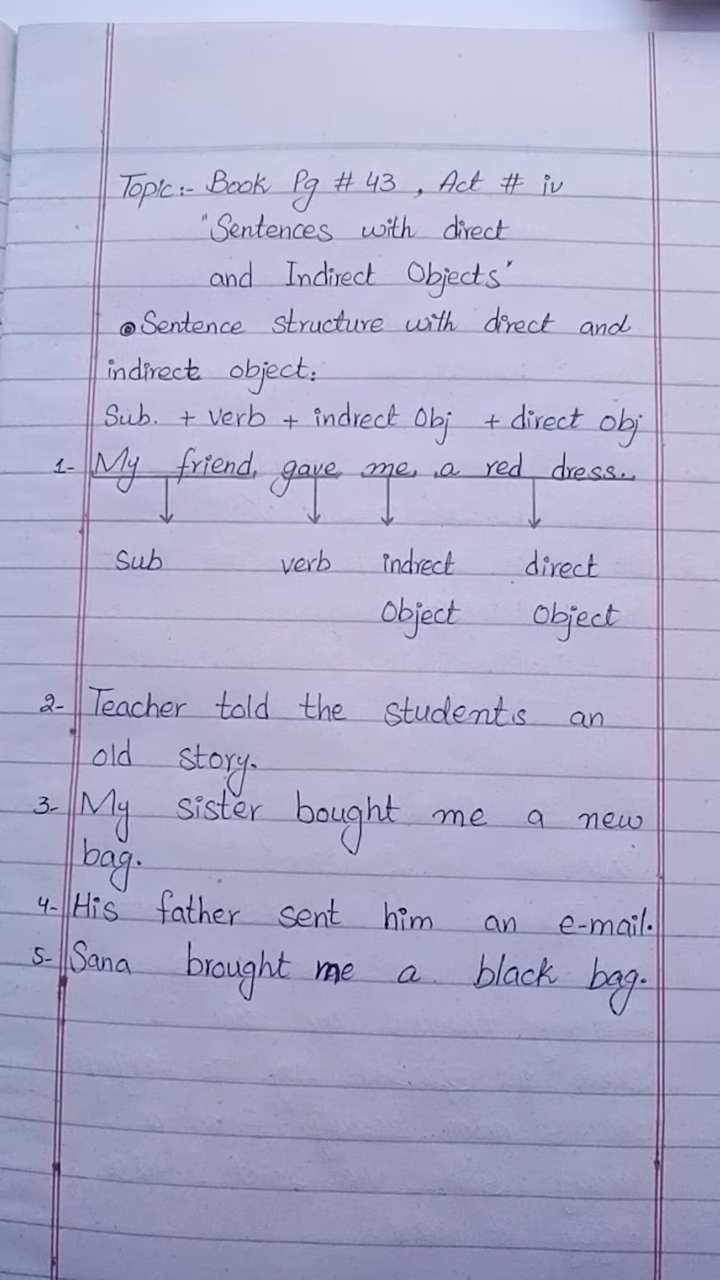 Topic:- Book Pg # 43 , Act # iv
"Sentences with direct
and Indirect Objects"
Sentence structure with direct and
indirect object:
Sub. + verb + indrect Obj + direct obj
1- My friend gave me a red dress.
Sub verb indrect direct
Object Object
2- Teacher told the students an
old story.
3- My sister bought me a new
bag.
4- His father sent him an e-mail.
5- Sana brought me a black bag.